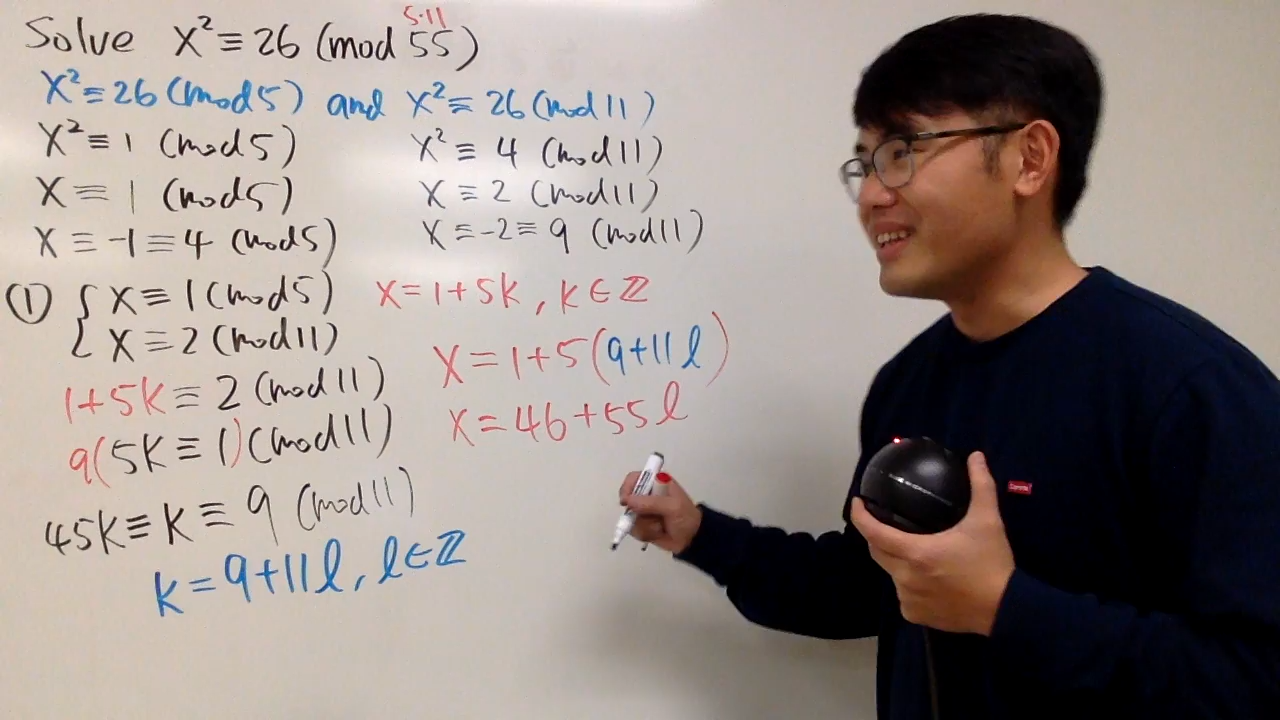 Solve x² ≡ 26 (mod 55)
5·11
x² ≡ 26 (mod 5) and x² ≡ 26 (mod 11)
x² ≡ 1 (mod 5)
x ≡ 1 (mod 5)
x ≡ -1 ≡ 4 (mod 5)
x² ≡ 4 (mod 11)
x ≡ 2 (mod 11)
x ≡ -2 ≡ 9 (mod 11)
① { x ≡ 1 (mod 5)
x ≡ 2 (mod 11)
1+5k ≡ 2 (mod 11)
9(5k ≡ 1) (mod 11)
45k ≡ k ≡ 9 (mod 11)
k = 9+11l, l∈ℤ
x = 1+5k, k∈ℤ
x = 1+5(9+11l)
x = 46+55l
Supreme